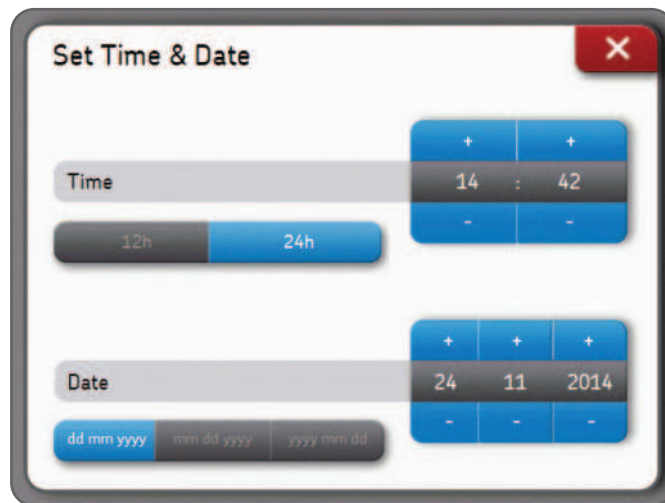 Set Time & Date
+ +
Time 14 : 42
- -
12h 24h
+ + +
Date 24 11 2014
- - -
dd mm yyyy mm dd yyyy yyyy mm dd